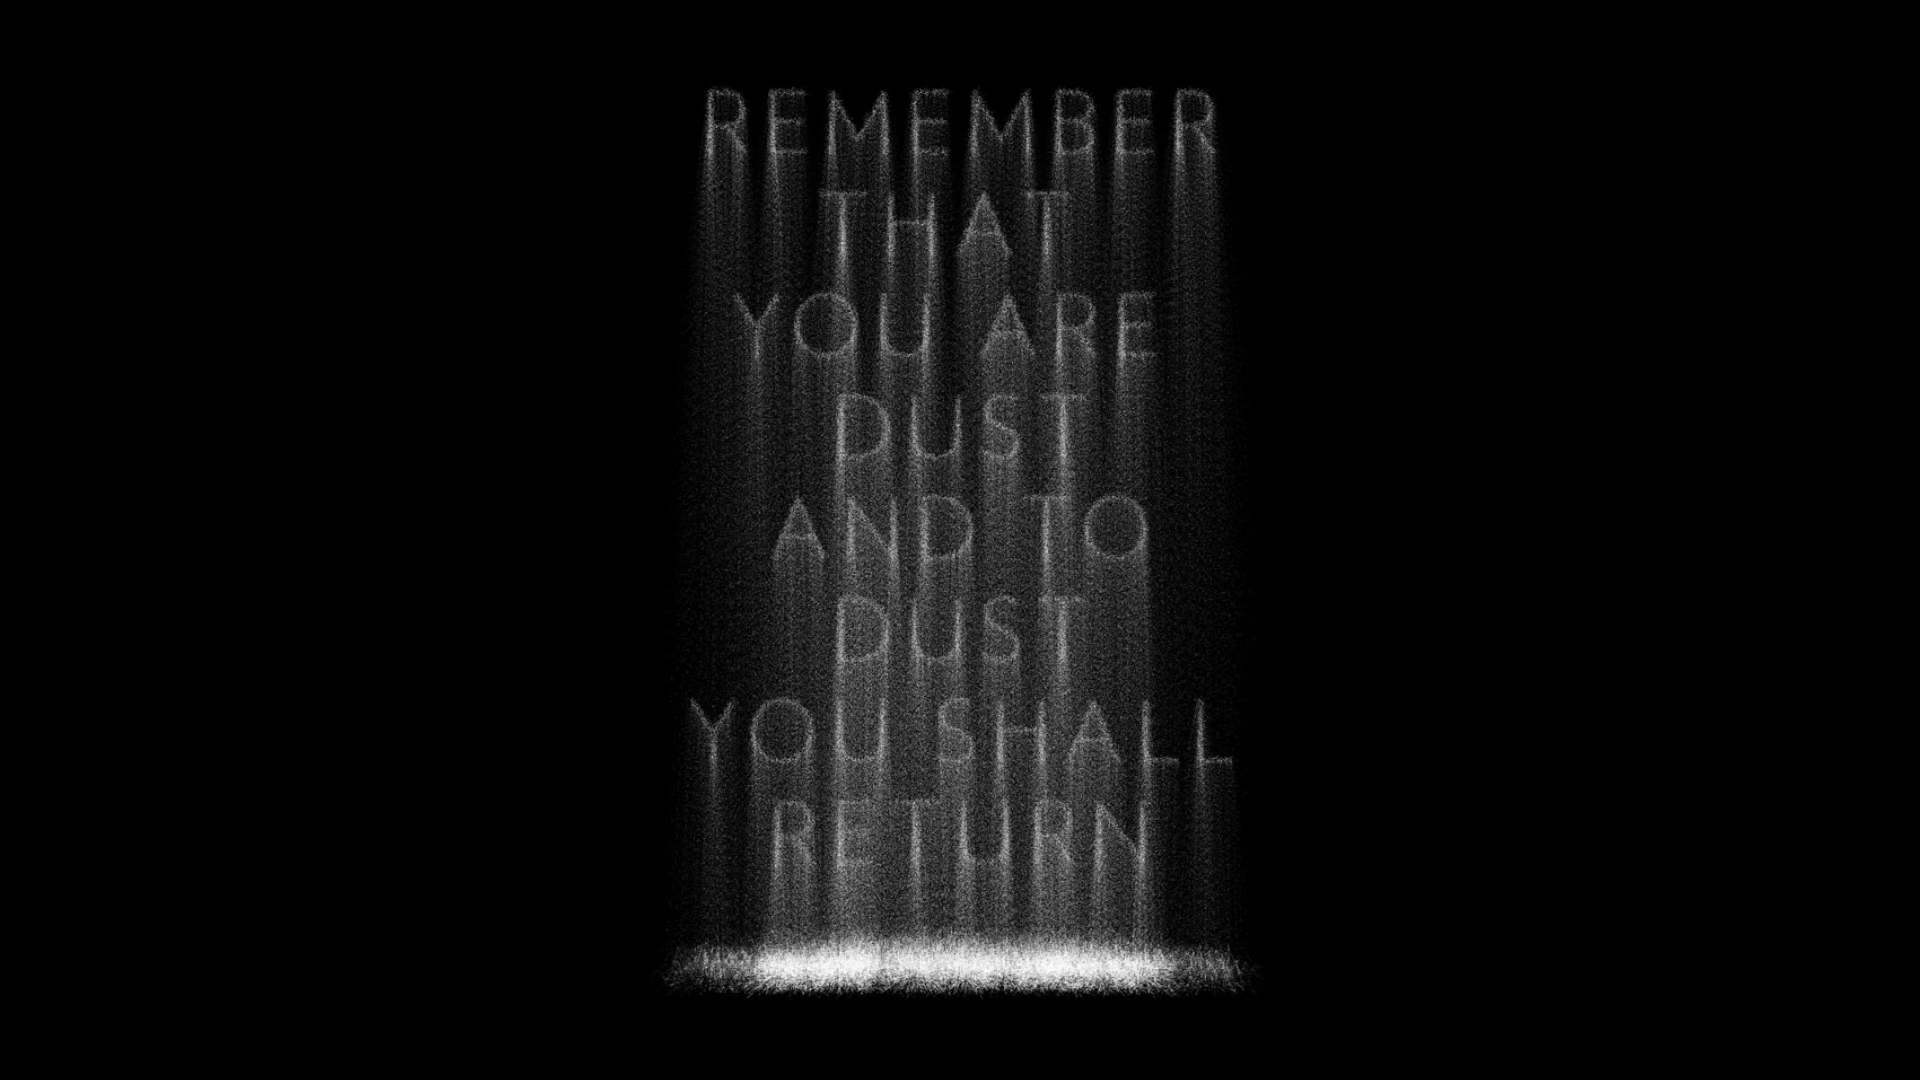 REMEMBER
THAT
YOU ARE
DUST
AND TO
DUST
YOU SHALL
RETURN